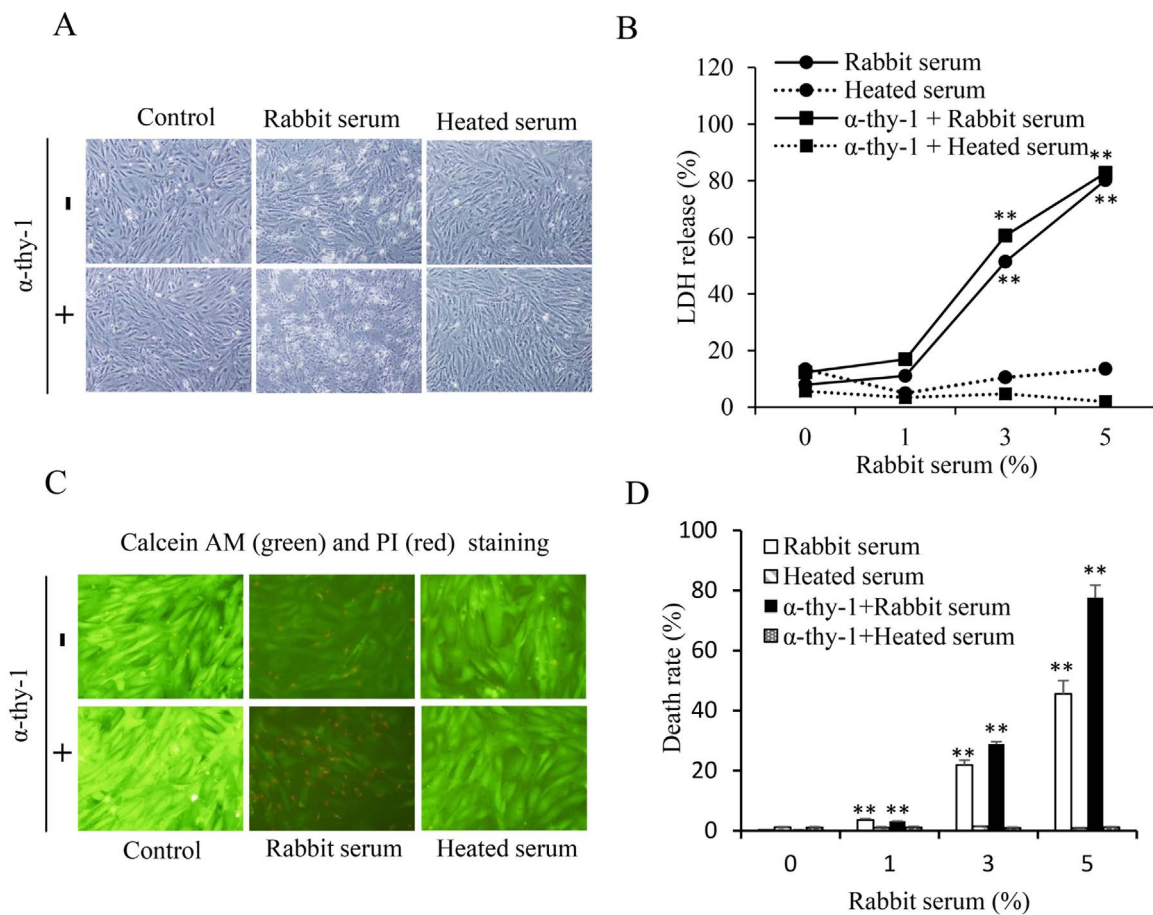 A
Control
Rabbit serum
Heated serum
α-thy-1
-
+
B
Rabbit serum
Heated serum
α-thy-1 + Rabbit serum
α-thy-1 + Heated serum
120
100
80
60
40
20
0
LDH release (%)
**
**
**
**
0 1 3 5
Rabbit serum (%)
C
Calcein AM (green) and PI (red) staining
α-thy-1
-
+
Control
Rabbit serum
Heated serum
D
Rabbit serum
Heated serum
α-thy-1+Rabbit serum
α-thy-1+Heated serum
100
80
60
40
20
0
Death rate (%)
** **
** **
** **
0 1 3 5
Rabbit serum (%)